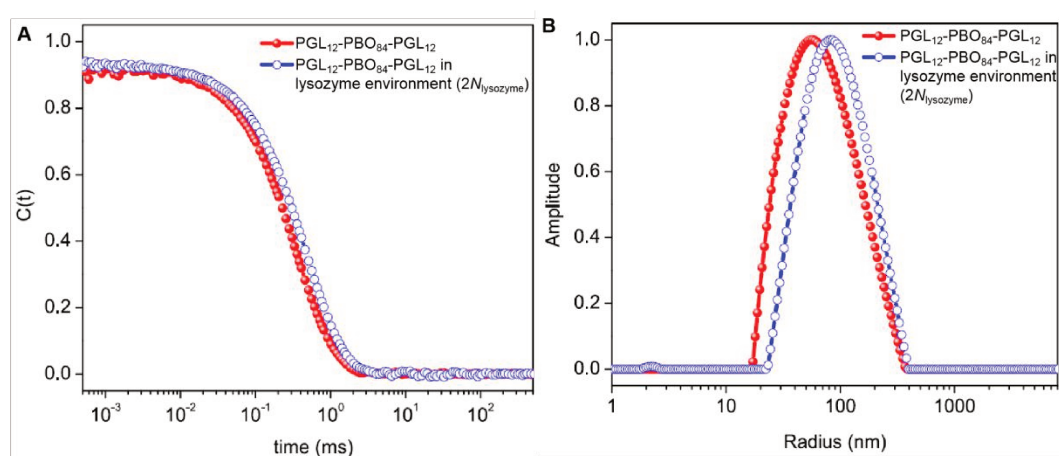 A
PGL₁₂-PBO₈₄-PGL₁₂
PGL₁₂-PBO₈₄-PGL₁₂ in
lysozyme environment (2N_lysozyme)
1.0
0.8
0.6
0.4
0.2
0.0
C(t)
10⁻³ 10⁻² 10⁻¹ 10⁰ 10¹ 10²
time (ms)
B
PGL₁₂-PBO₈₄-PGL₁₂
PGL₁₂-PBO₈₄-PGL₁₂ in
lysozyme environment
(2N_lysozyme)
1.0
0.8
0.6
0.4
0.2
0.0
Amplitude
1 10 100 1000
Radius (nm)